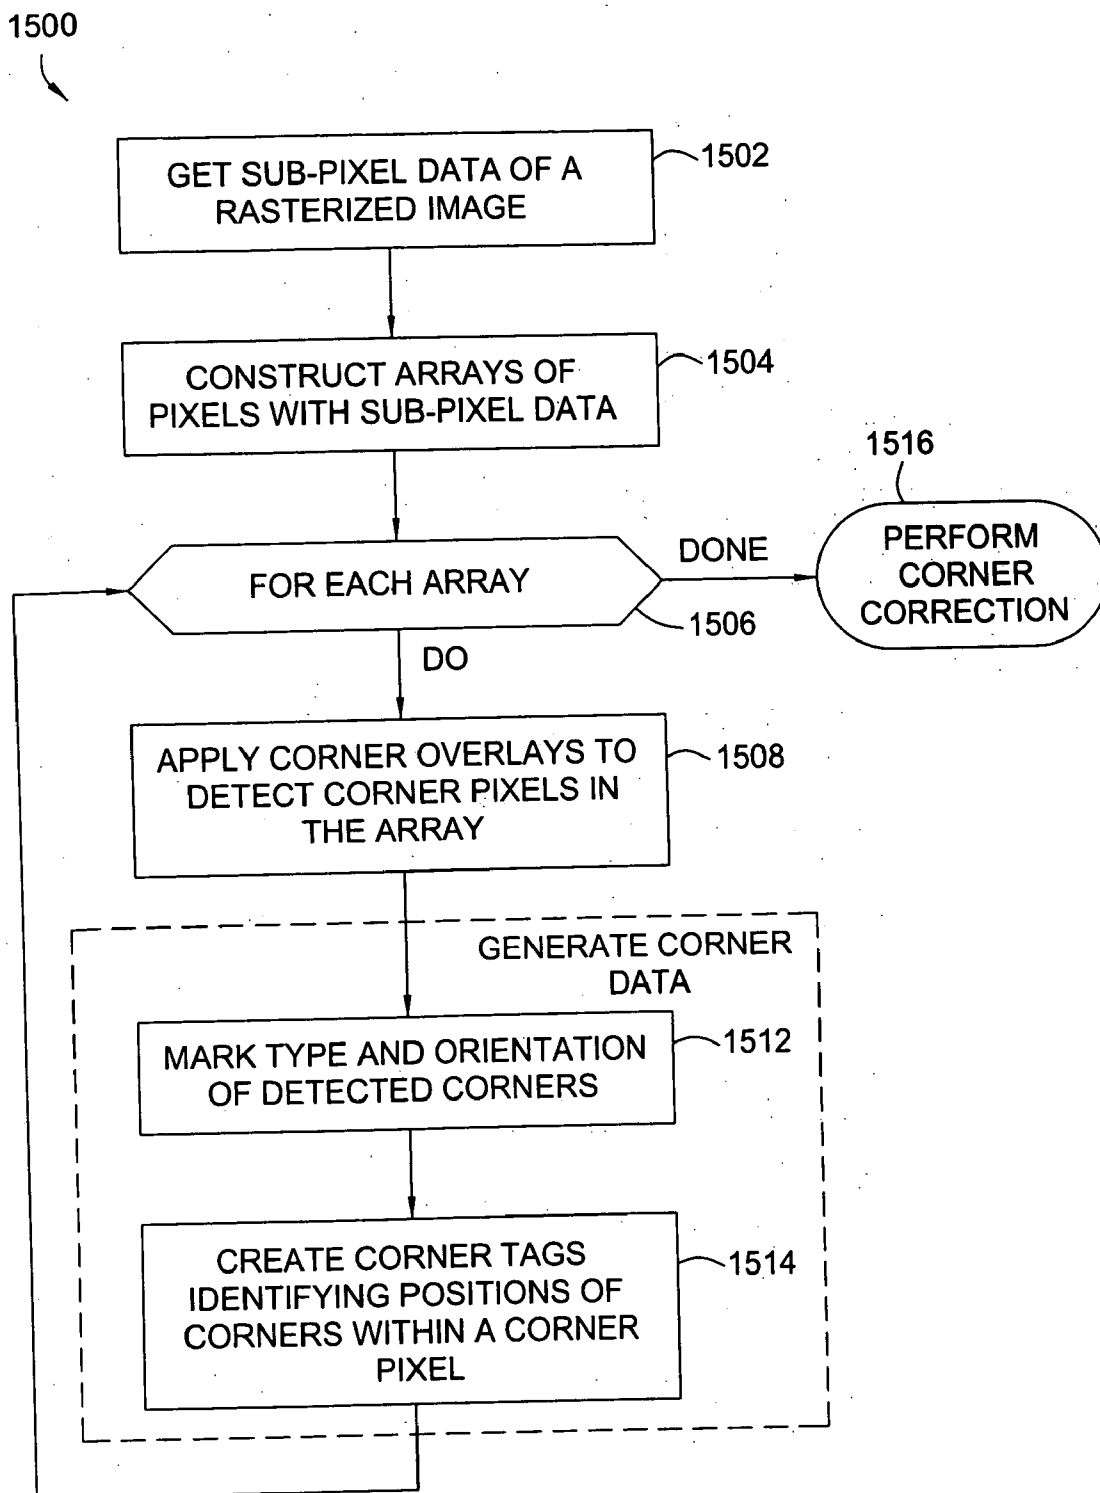 1500
GET SUB-PIXEL DATA OF A
RASTERIZED IMAGE
1502
CONSTRUCT ARRAYS OF
PIXELS WITH SUB-PIXEL DATA
1504
FOR EACH ARRAY
1506
DONE
1516
PERFORM
CORNER
CORRECTION
DO
APPLY CORNER OVERLAYS TO
DETECT CORNER PIXELS IN
THE ARRAY
1508
GENERATE CORNER
DATA
MARK TYPE AND ORIENTATION
OF DETECTED CORNERS
1512
CREATE CORNER TAGS
IDENTIFYING POSITIONS OF
CORNERS WITHIN A CORNER
PIXEL
1514